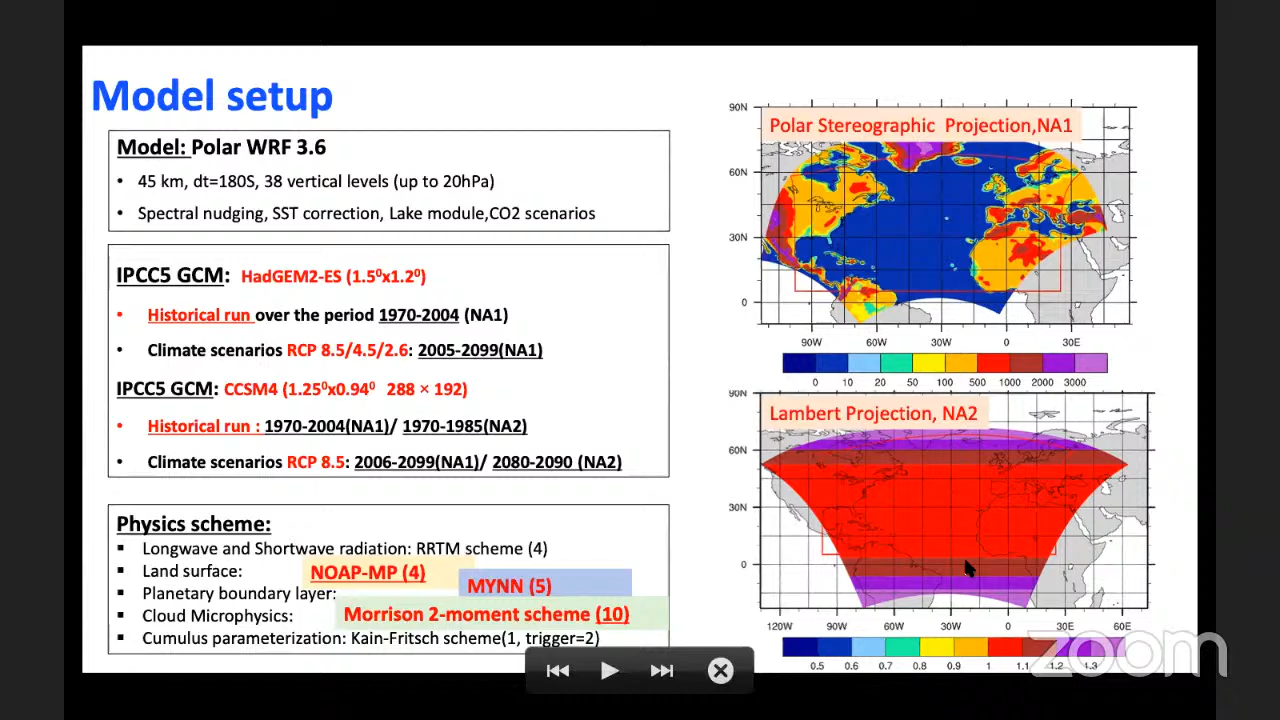 Model setup
Model: Polar WRF 3.6
• 45 km, dt=180S, 38 vertical levels (up to 20hPa)
• Spectral nudging, SST correction, Lake module,CO2 scenarios
IPCC5 GCM: HadGEM2-ES (1.5⁰x1.2⁰)
• Historical run over the period 1970-2004 (NA1)
• Climate scenarios RCP 8.5/4.5/2.6: 2005-2099(NA1)
IPCC5 GCM: CCSM4 (1.25⁰x0.94⁰ 288 × 192)
• Historical run : 1970-2004(NA1)/ 1970-1985(NA2)
• Climate scenarios RCP 8.5: 2006-2099(NA1)/ 2080-2090 (NA2)
Physics scheme:
▪ Longwave and Shortwave radiation: RRTM scheme (4)
▪ Land surface: NOAP-MP (4)
▪ Planetary boundary layer: MYNN (5)
▪ Cloud Microphysics: Morrison 2-moment scheme (10)
▪ Cumulus parameterization: Kain-Fritsch scheme(1, trigger=2)
90N
Polar Stereographic Projection,NA1
60N
30N
0
90W 60W 30W 0 30E
0 10 20 50 100 500 1000 2000 3000
90N
Lambert Projection, NA2
60N
30N
0
120W 90W 60W 30W 0 30E 60E
0.5 0.6 0.7 0.8 0.9 1 1.1 1.2 1.3
zoom